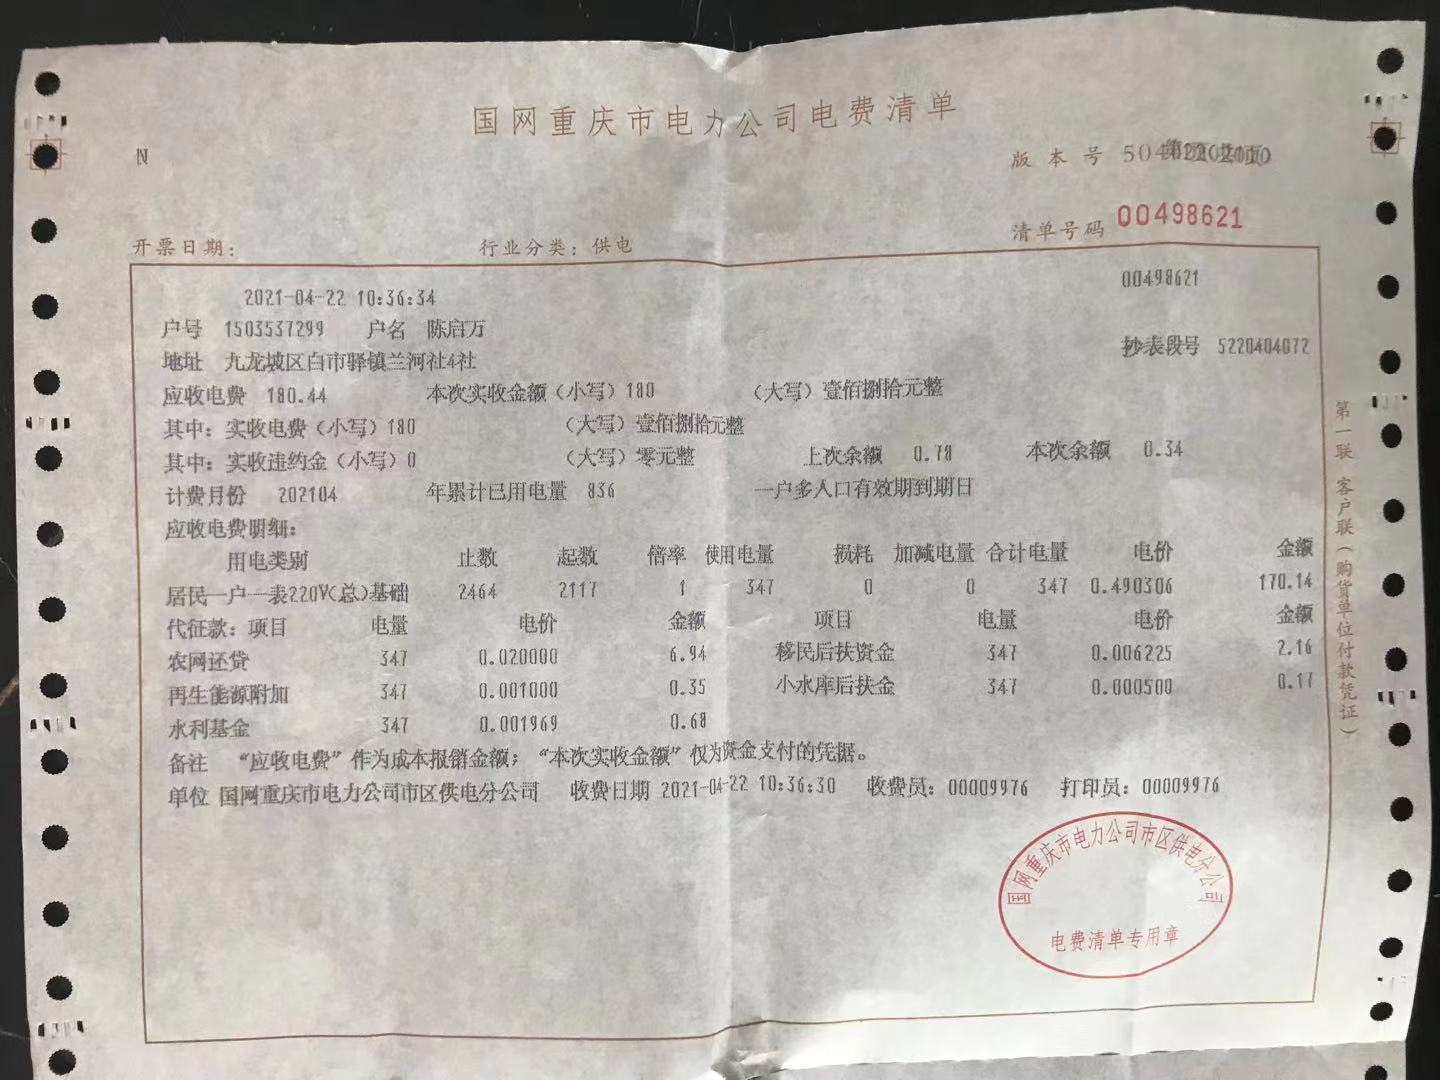 国网重庆市电力公司电费清单
N
版本号
清单号码 00498621
开票日期: 行业分类: 供电
00498621
2021-04-22 10:36:34
户号 1503537299 户名 陈启万
抄表段号 5220404072
地址 九龙坡区白市驿镇兰河社4社
应收电费 180.44 本次实收金额(小写)180 (大写)壹佰捌拾元整
其中: 实收电费(小写)180 (大写)壹佰捌拾元整
其中: 实收违约金(小写)0 (大写)零元整 上次余额 0.78 本次余额 0.34
计费月份 202104 年累计已用电量 836 一户多人口有效期到期日
应收电费明细:
用电类别 止数 起数 倍率 使用电量 损耗 加减电量 合计电量 电价 金额
居民一户一表220V(总)基础 2464 2117 1 347 0 0 347 0.490306 170.14
代征款: 项目 电量 电价 金额 项目 电量 电价 金额
农网还贷 347 0.020000 6.94 移民后扶资金 347 0.006225 2.16
再生能源附加 347 0.001000 0.35 小水库后扶金 347 0.000500 0.17
水利基金 347 0.001969 0.68
备注 “应收电费”作为成本报销金额; “本次实收金额”仅为资金支付的凭据。
单位 国网重庆市电力公司市区供电分公司 收费日期 2021-04-22 10:36:30 收费员: 00009976 打印员: 00009976
国网重庆市电力公司市区供电分公司
电费清单专用章
第一联 客户联(购货单位付款凭证)